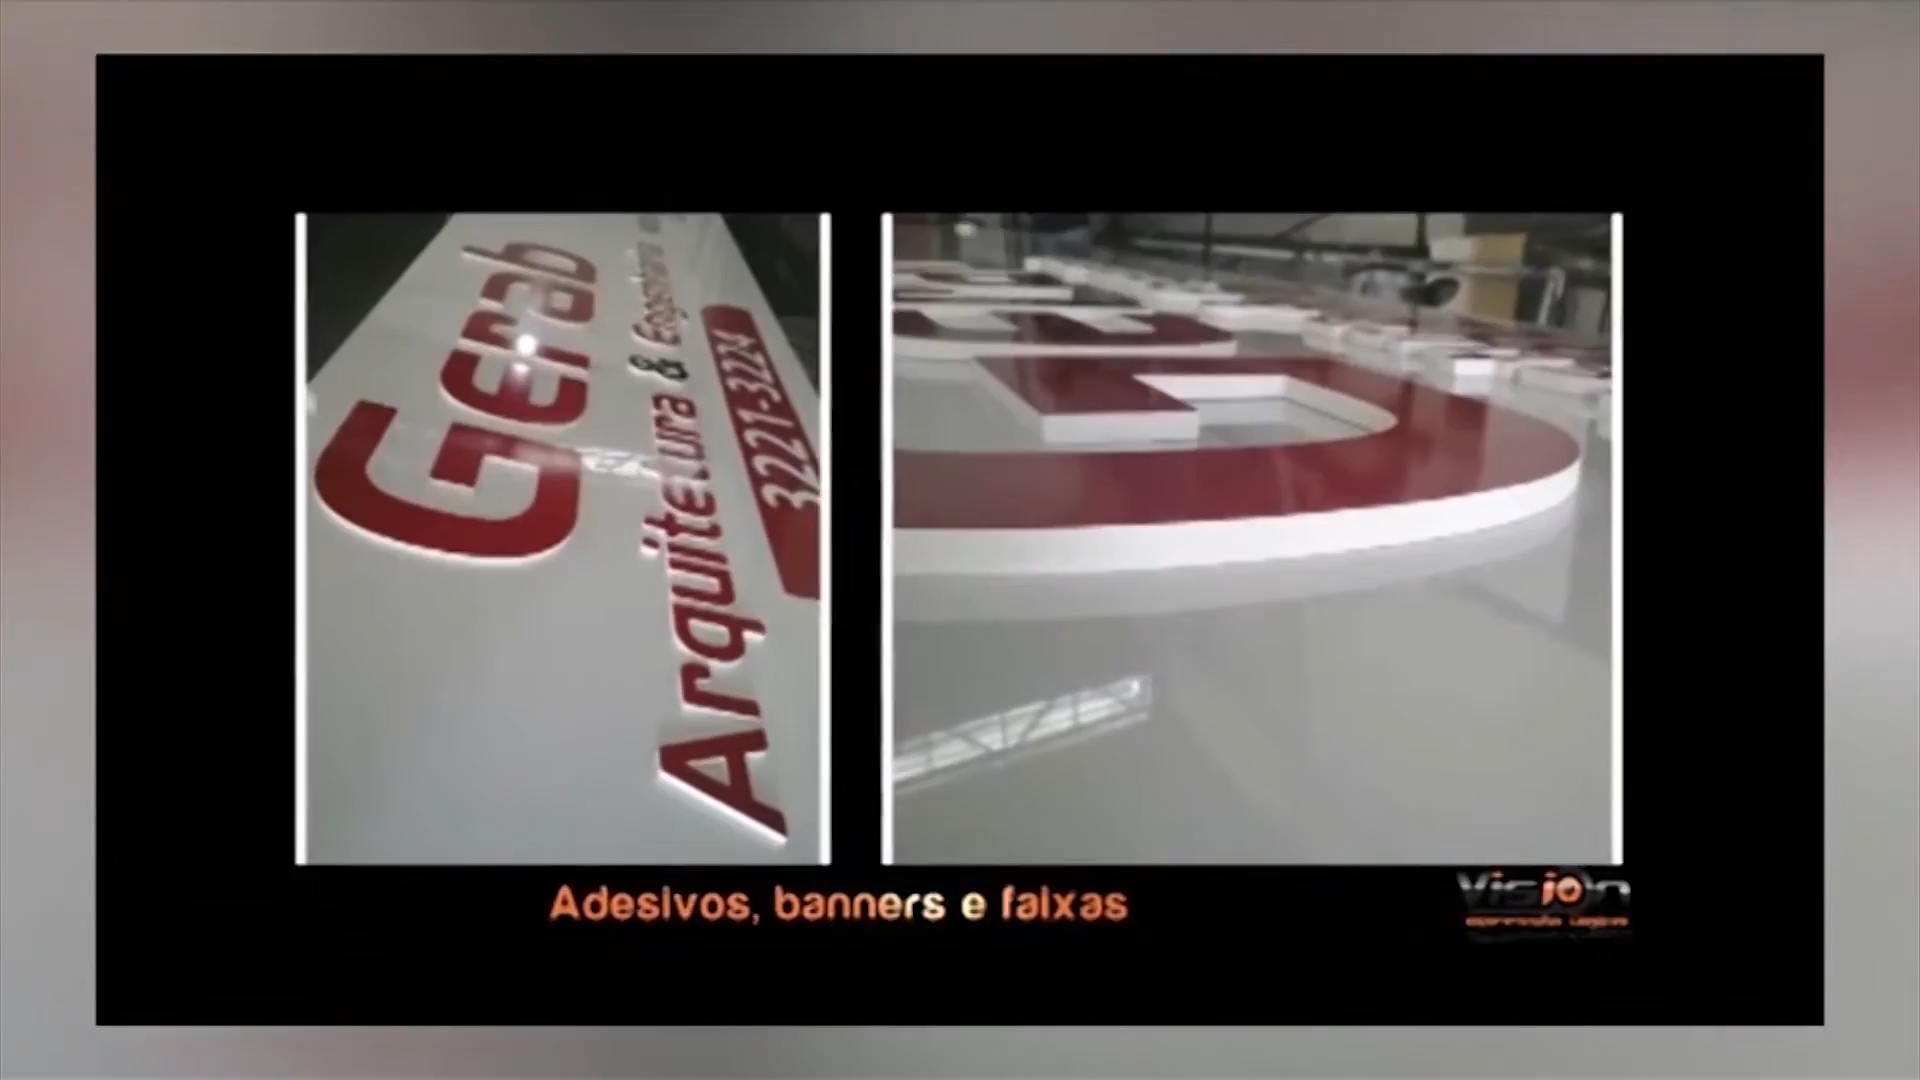 Gerab
Arquitetura & Engenharia
3221-3224
Adesivos, banners e faixas
Vision